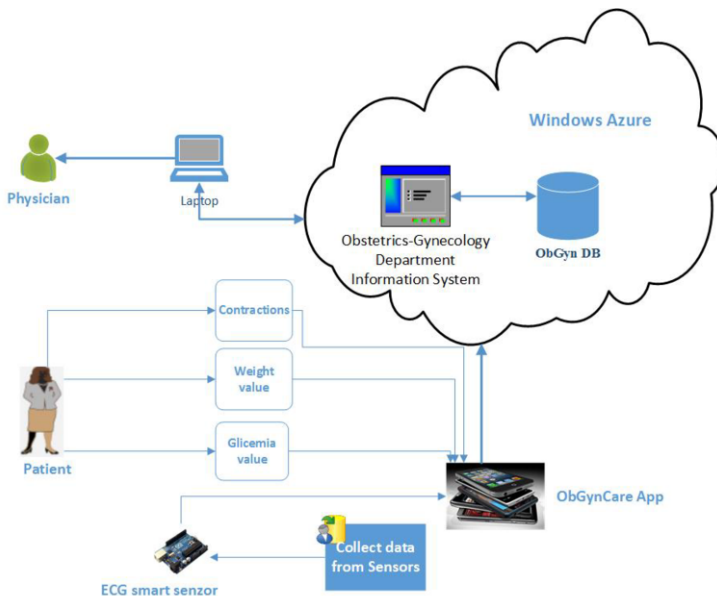 Windows Azure
Physician
Laptop
Obstetrics-Gynecology
Department
Information System
ObGyn DB
Contractions
Weight
value
Glicemia
value
Patient
ObGynCare App
Collect data
from Sensors
ECG smart senzor